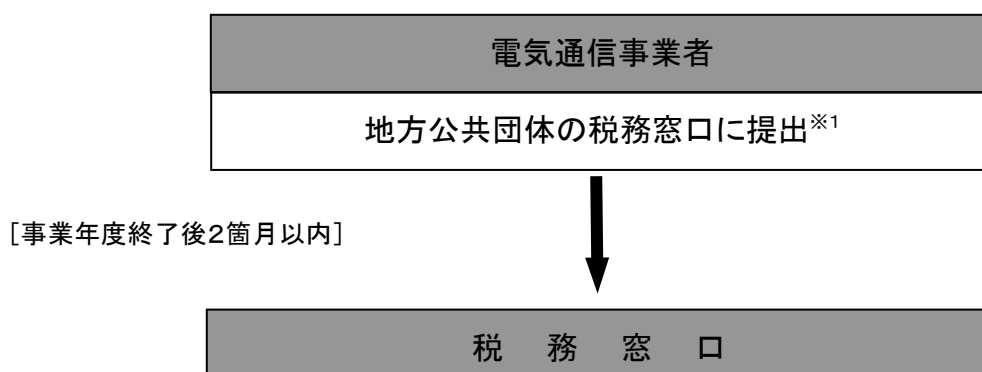 電気通信事業者
地方公共団体の税務窓口に提出※1
[事業年度終了後2箇月以内]
税　務　窓　口